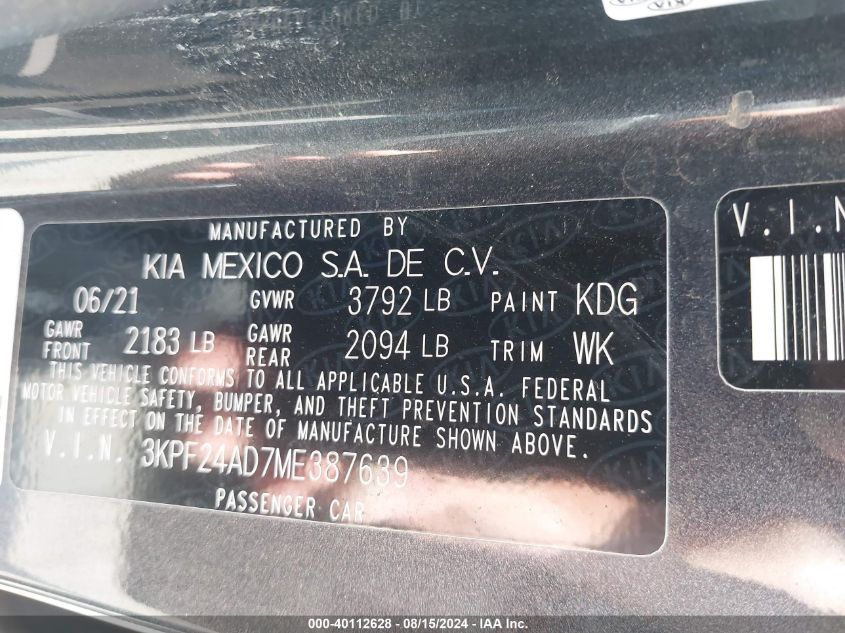 KIA
MANUFACTURED BY
KIA MEXICO S.A. DE C.V.
06/21 GVWR 3792 LB PAINT KDG
GAWR FRONT 2183 LB GAWR REAR 2094 LB TRIM WK
THIS VEHICLE CONFORMS TO ALL APPLICABLE U.S.A. FEDERAL
MOTOR VEHICLE SAFETY, BUMPER, AND THEFT PREVENTION STANDARDS
IN EFFECT ON THE DATE OF MANUFACTURE SHOWN ABOVE.
V.I.N. 3KPF24AD7ME387639
PASSENGER CAR
V.I.N
000-40112628 - 08/15/2024 - IAA Inc.